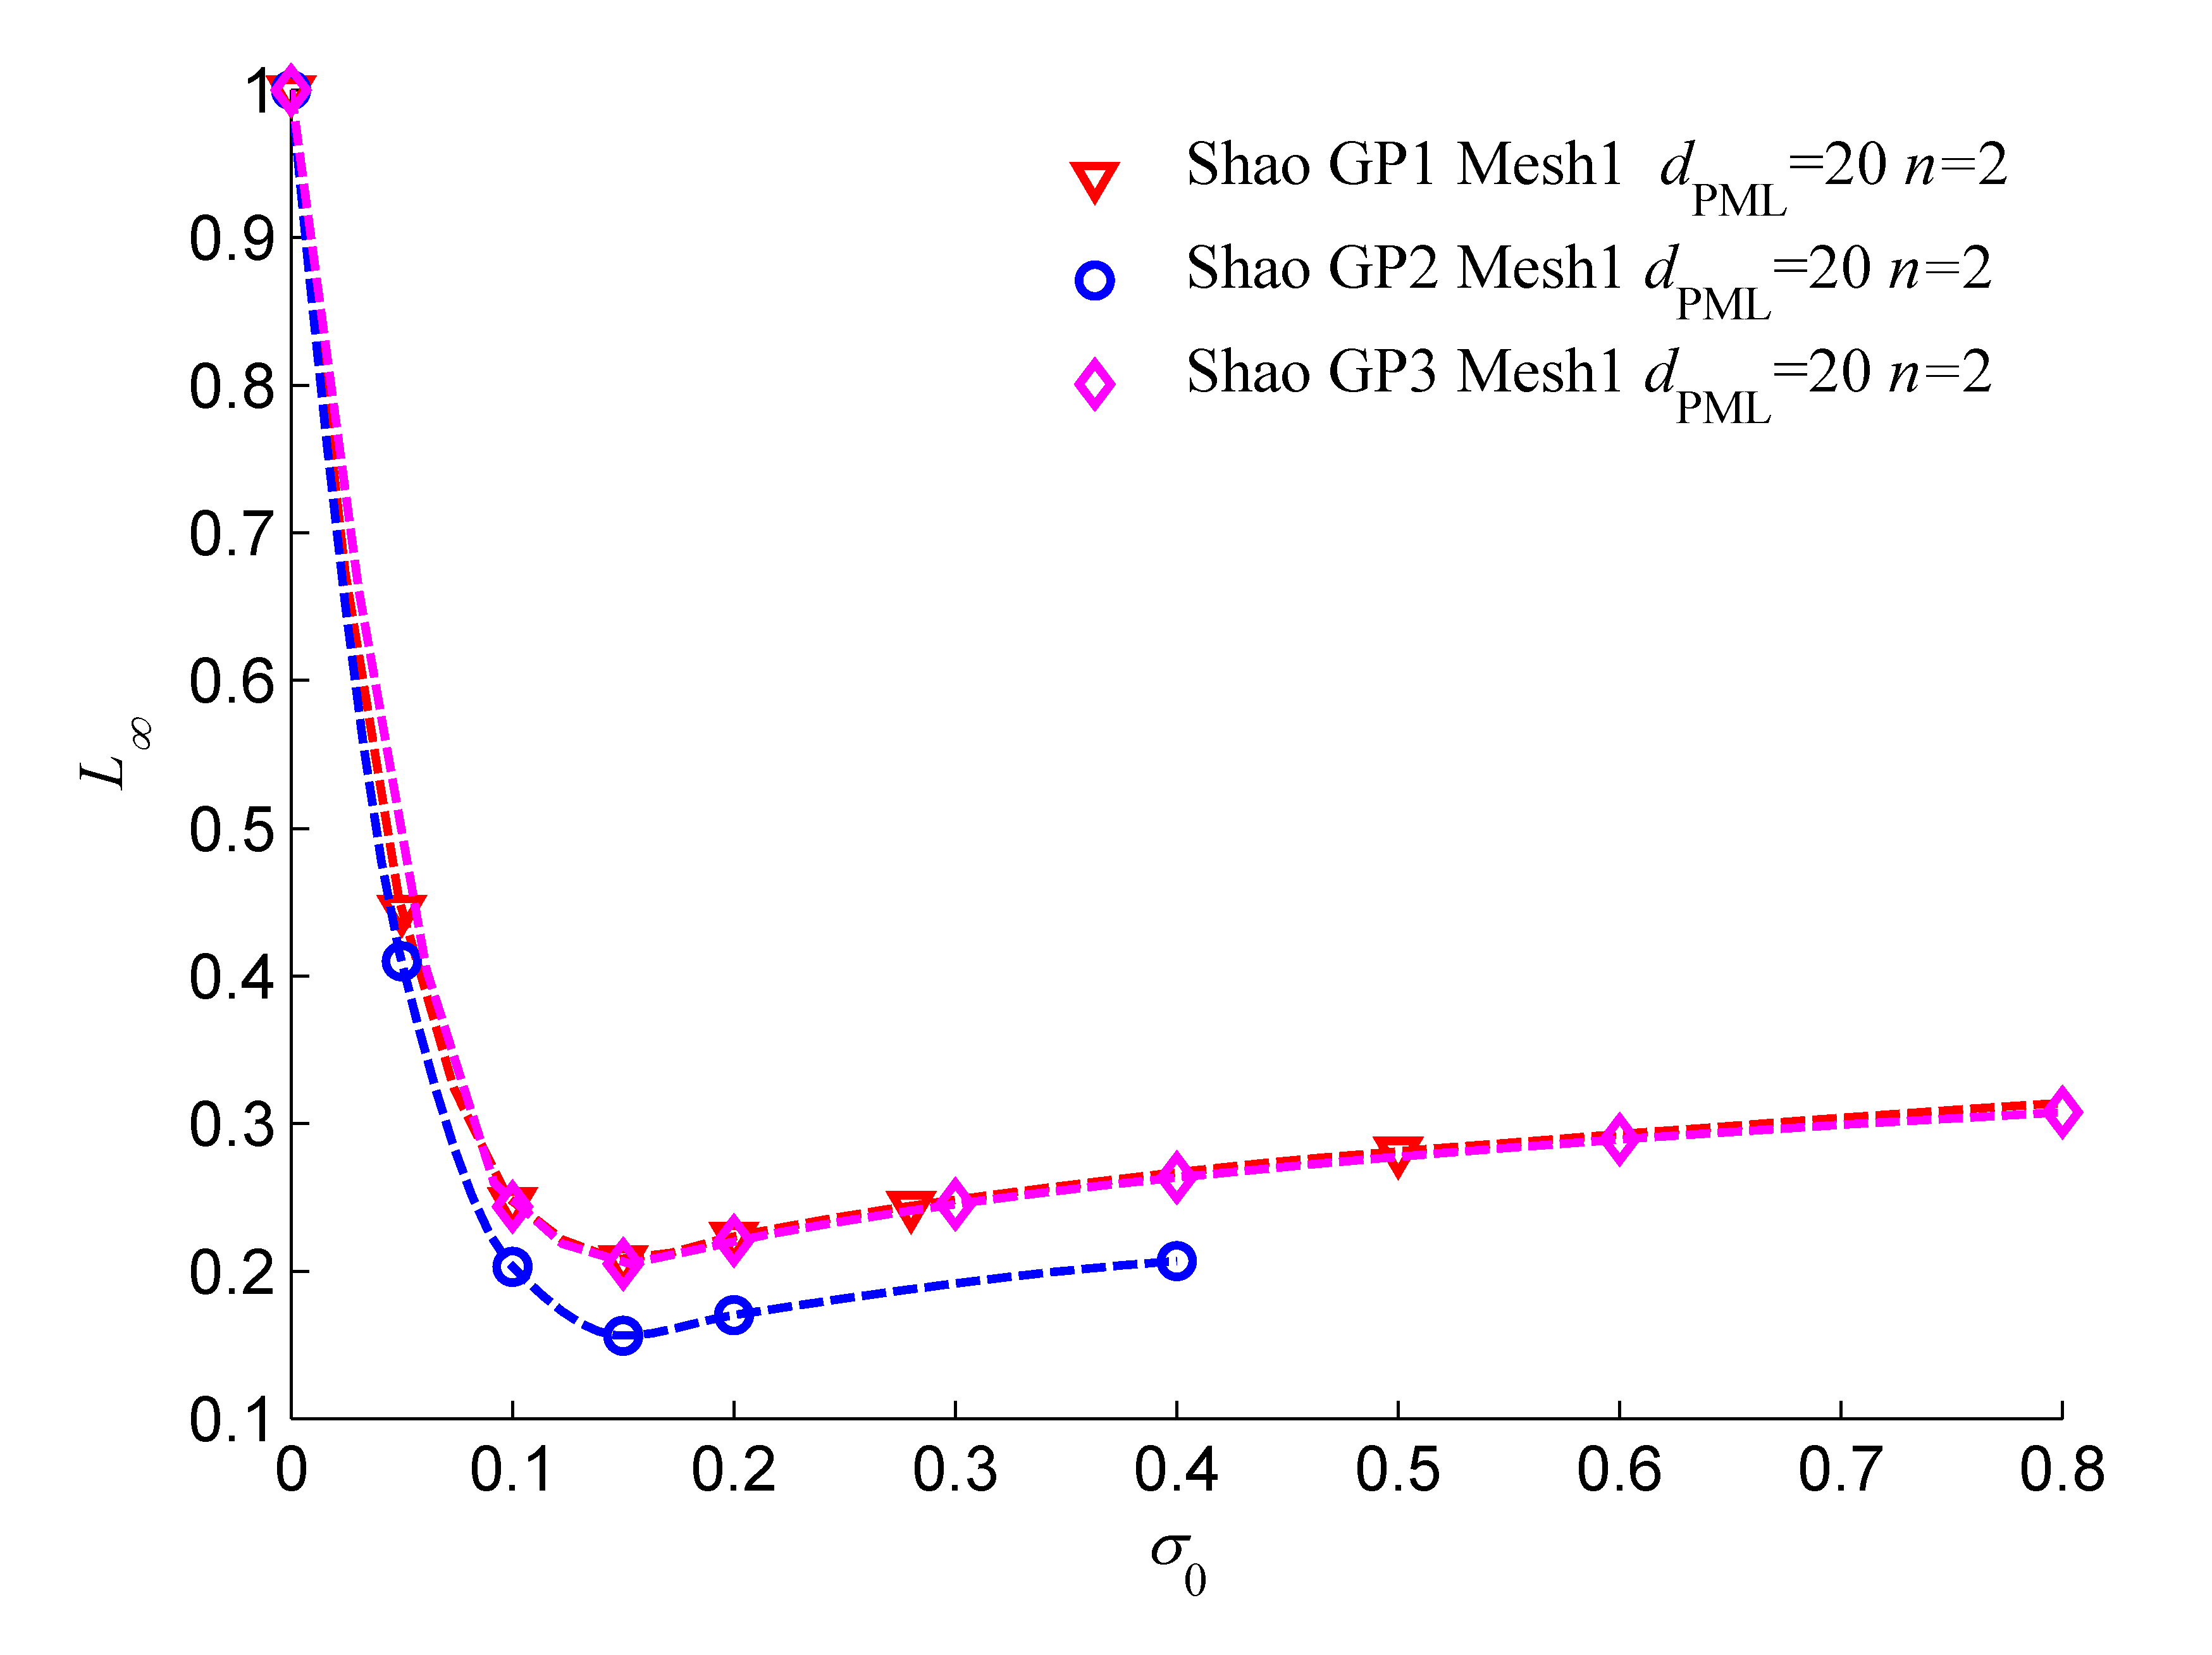 Shao GP1 Mesh1 dPML=20 n=2
Shao GP2 Mesh1 dPML=20 n=2
Shao GP3 Mesh1 dPML=20 n=2
1
0.9
0.8
0.7
0.6
0.5
0.4
0.3
0.2
0.1
L∞
0 0.1 0.2 0.3 0.4 0.5 0.6 0.7 0.8
σ0